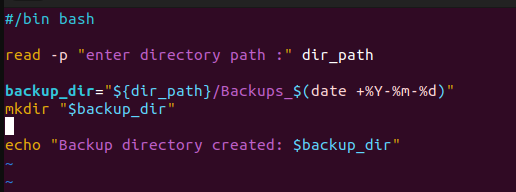 #/bin bash
read -p "enter directory path :" dir_path
backup_dir="${dir_path}/Backups_$(date +%Y-%m-%d)"
mkdir "$backup_dir"
echo "Backup directory created: $backup_dir"
~
~